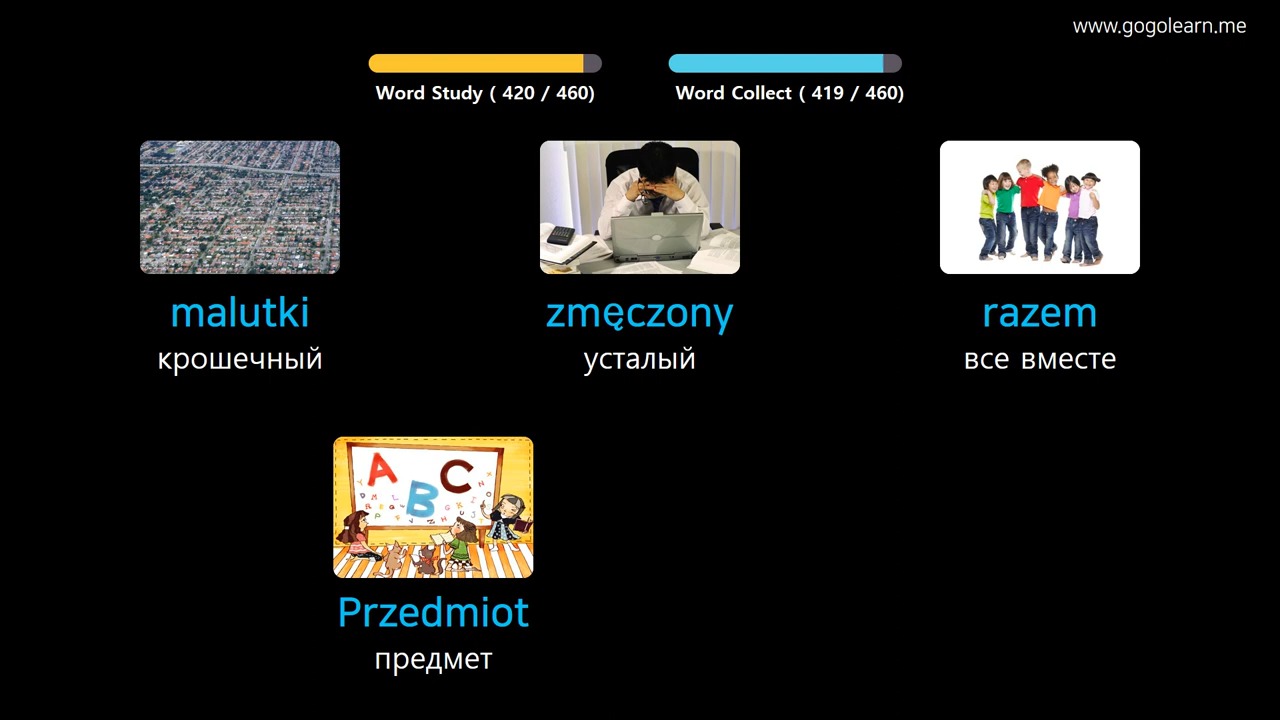 www.gogolearn.me
Word Study ( 420 / 460)
Word Collect ( 419 / 460)
malutki
крошечный
zmęczony
усталый
razem
все вместе
A B C
Przedmiot
предмет